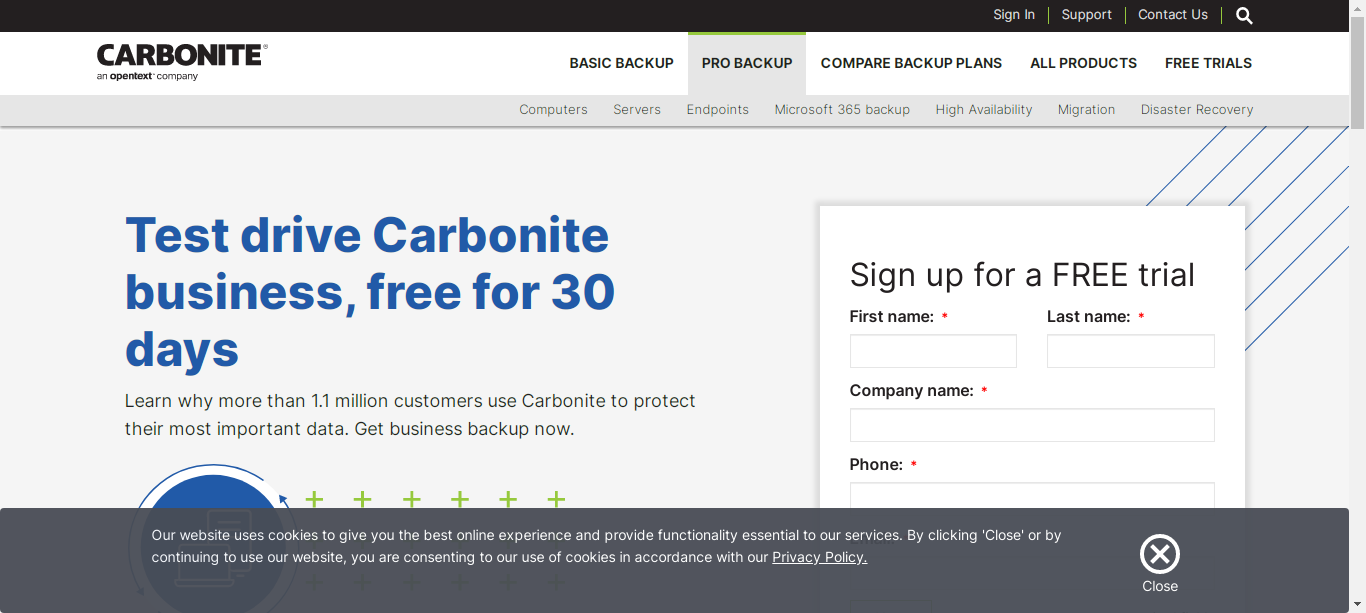 Sign In
Support
Contact Us
CARBONITE®
an opentext™ company
BASIC BACKUP
PRO BACKUP
COMPARE BACKUP PLANS
ALL PRODUCTS
FREE TRIALS
Computers
Servers
Endpoints
Microsoft 365 backup
High Availability
Migration
Disaster Recovery
Test drive Carbonite
business, free for 30
days
Learn why more than 1.1 million customers use Carbonite to protect
their most important data. Get business backup now.
Sign up for a FREE trial
First name: *
Last name: *
Company name: *
Phone: *
Our website uses cookies to give you the best online experience and provide functionality essential to our services. By clicking 'Close' or by
continuing to use our website, you are consenting to our use of cookies in accordance with our Privacy Policy.
Close